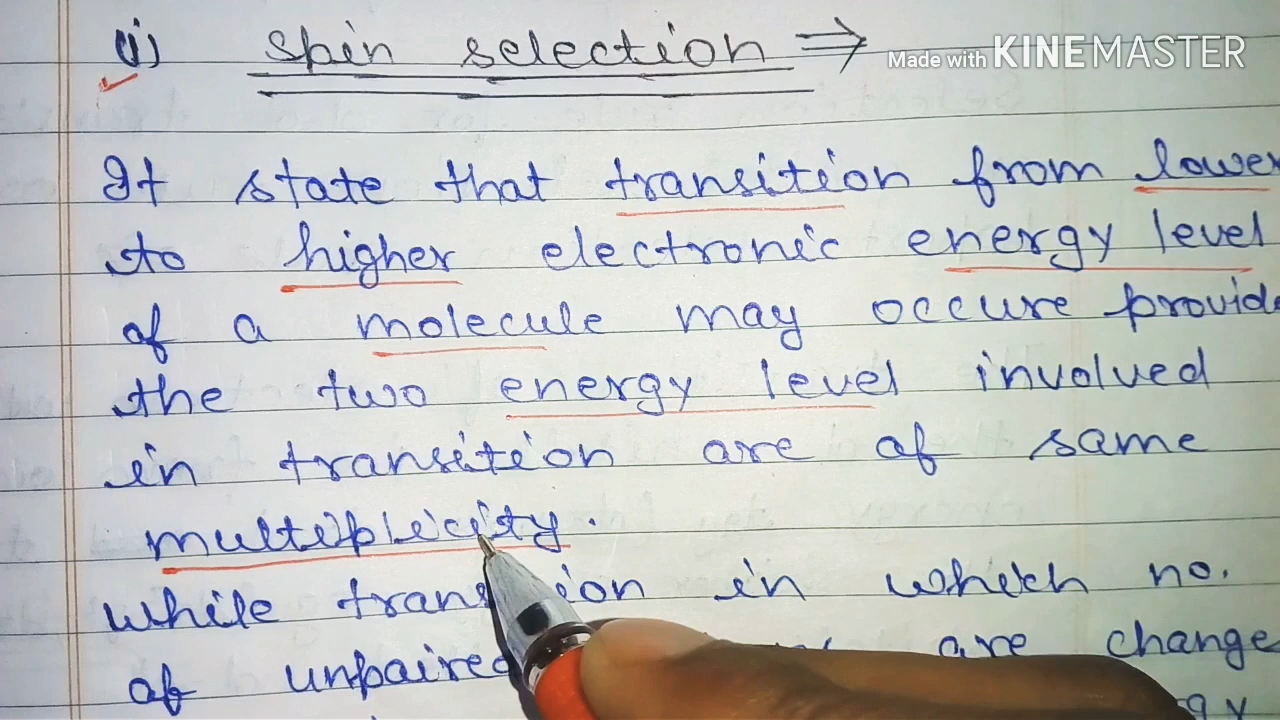 (i) Spin selection ⇒
Made with KINEMASTER
It state that transition from lower
to higher electronic energy level
of a molecule may occure provide
the two energy level involved
in transition are of same
multiplicity.
while in which no.
of unpaired are change